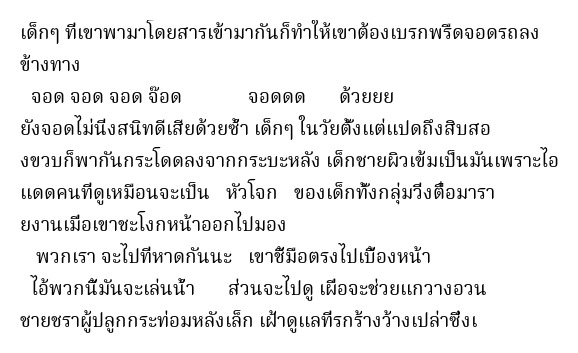 เด็กๆ ที่เขาพามาโดยสารเข้ามากันก็ทำให้เขาต้องเบรกพรืดจอดรถลง
ข้างทาง
จอด จอด จอด จ๊อด จอดดด ด้วยยย
ยังจอดไม่นิ่งสนิทดีเสียด้วยซ้ำ เด็กๆ ในวัยตั้งแต่แปดถึงสิบสอ
งขวบก็พากันกระโดดลงจากกระบะหลัง เด็กชายผิวเข้มเป็นมันเพราะไอ
แดดคนที่ดูเหมือนจะเป็น หัวโจก ของเด็กทั้งกลุ่มวิ่งตื๋อมารา
ยงานเมื่อเขาชะโงกหน้าออกไปมอง
พวกเรา จะไปที่หาดกันนะ เขาชี้มือตรงไปเบื้องหน้า
ไอ้พวกนี้มันจะเล่นน้ำ ส่วนจะไปดู เผื่อจะช่วยแกวางอวน
ชายชราผู้ปลูกกระท่อมหลังเล็ก เฝ้าดูแลที่รกร้างว้างเปล่าซึ่งเ